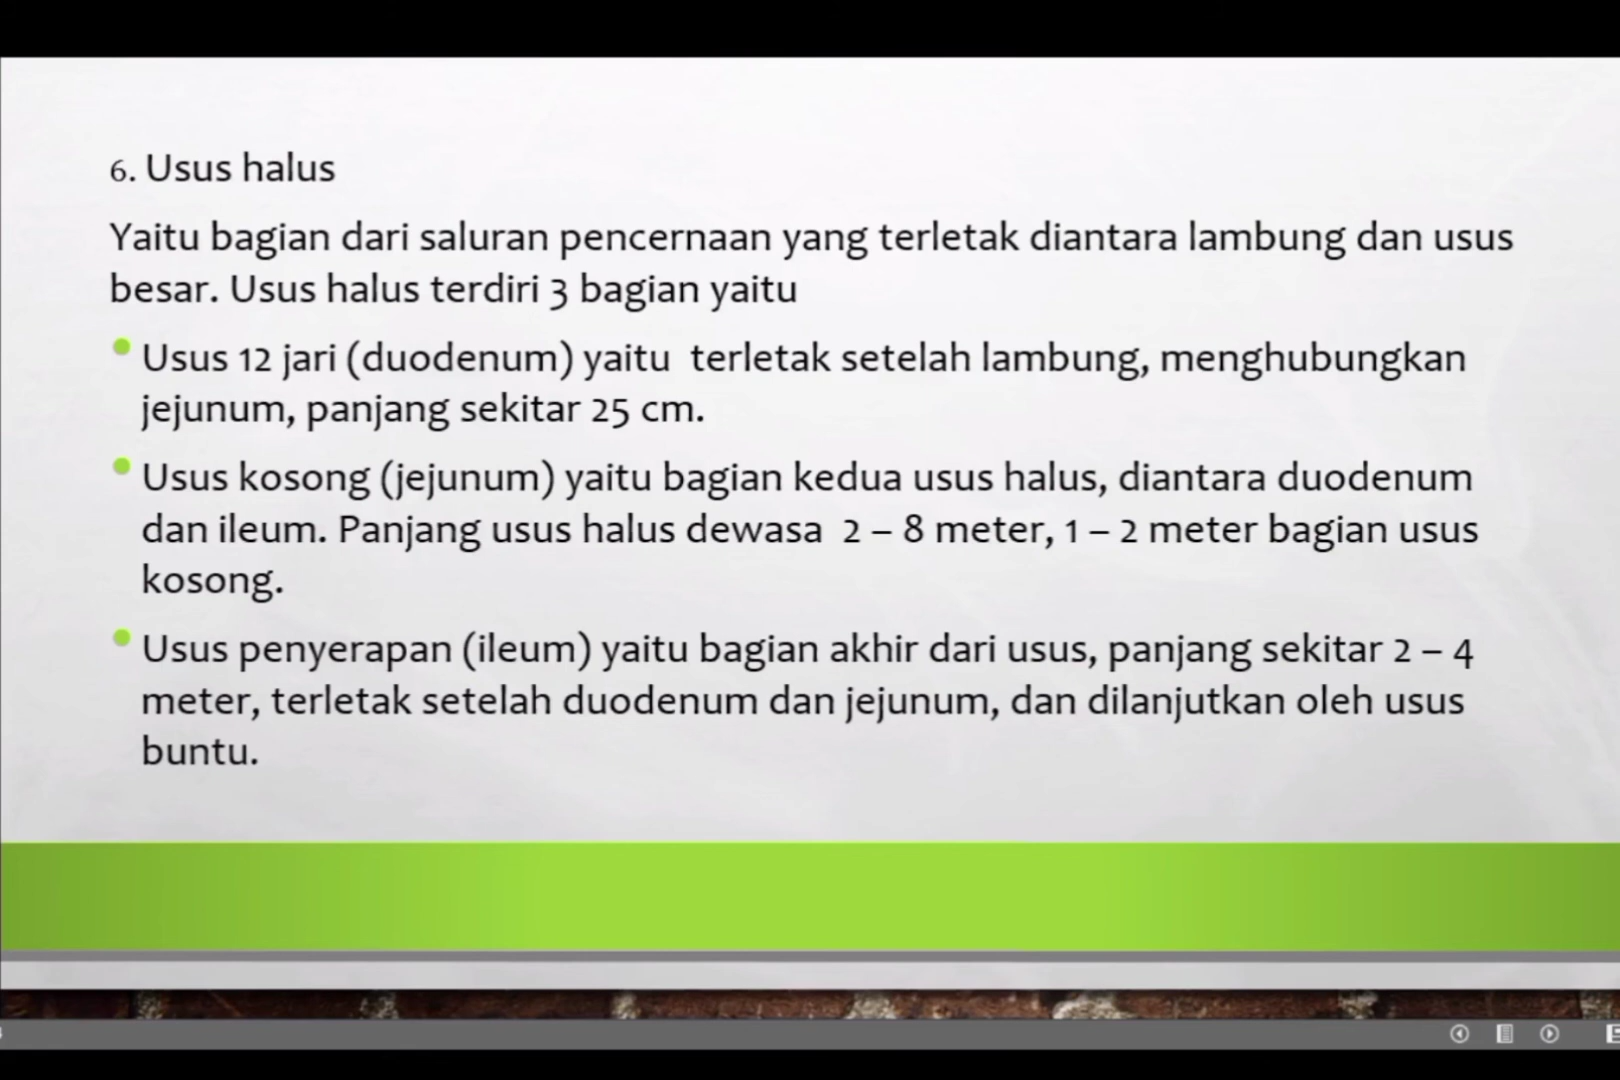 6. Usus halus
Yaitu bagian dari saluran pencernaan yang terletak diantara lambung dan usus
besar. Usus halus terdiri 3 bagian yaitu
Usus 12 jari (duodenum) yaitu terletak setelah lambung, menghubungkan
jejunum, panjang sekitar 25 cm.
Usus kosong (jejunum) yaitu bagian kedua usus halus, diantara duodenum
dan ileum. Panjang usus halus dewasa 2 – 8 meter, 1 – 2 meter bagian usus
kosong.
Usus penyerapan (ileum) yaitu bagian akhir dari usus, panjang sekitar 2 – 4
meter, terletak setelah duodenum dan jejunum, dan dilanjutkan oleh usus
buntu.